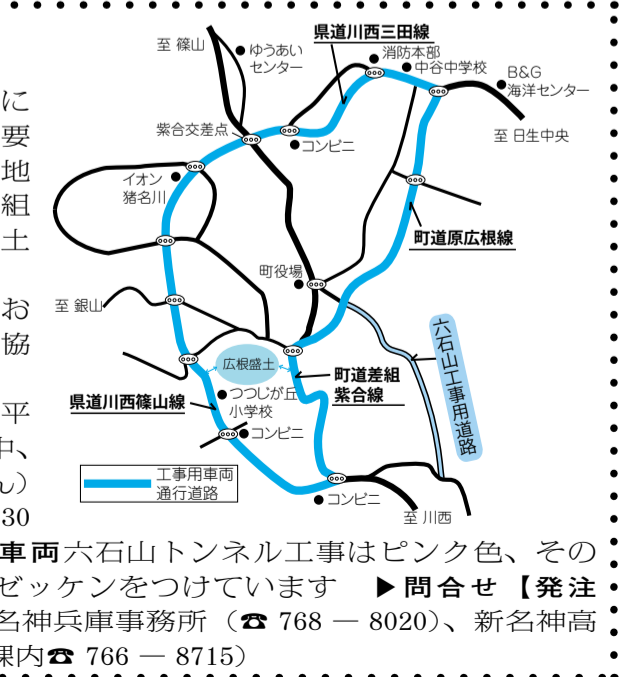 県道川西三田線
至 篠山
ゆうあい
センター
消防本部
中谷中学校
B&G
海洋センター
至 日生中央
紫合交差点
コンビニ
イオン
猪名川
町道原広根線
町役場
至 銀山
六石山工事用道路
広根盛土
町道差組
紫合線
つつじが丘
小学校
県道川西篠山線
コンビニ
工事用車両
通行道路
コンビニ
至 川西
に
要
地
組
土
お
協
平
中、
ん)
30
車両六石山トンネル工事はピンク色、その
ゼッケンをつけています ▶問合せ【発注
名神兵庫事務所(☎ 768 — 8020)、新名神高
課内☎ 766 — 8715)